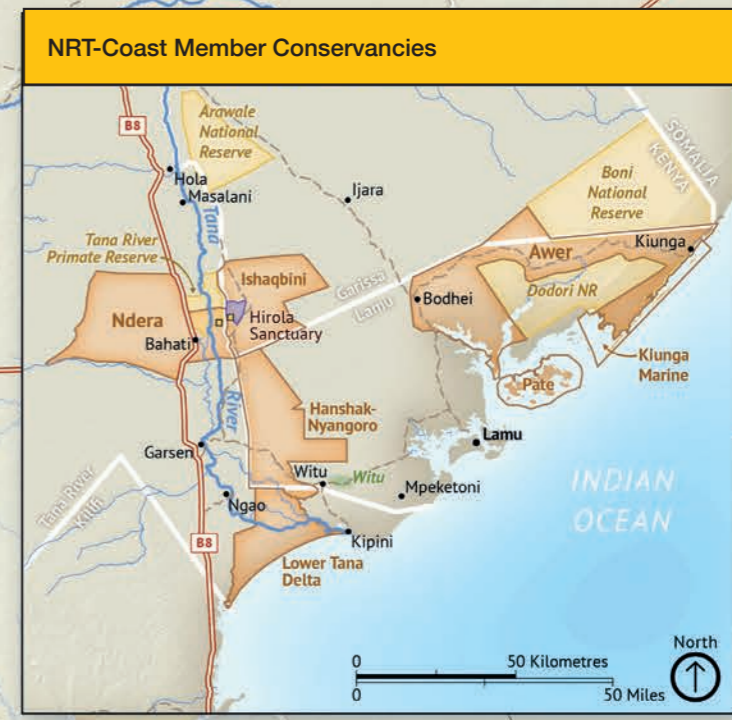 NRT-Coast Member Conservancies
Arawale
National
Reserve
B8
SOMALIA
KENYA
Hola
Masalani
Ijara
Boni
National
Reserve
Tana
Tana River
Primate Reserve
Ishaqbini
Awer
Kiunga
Garissa
Lamu
Ndera
Hirola
Sanctuary
Bodhei
Dodori NR
Bahati
Kiunga
Marine
Pate
River
Hanshak-
Nyangoro
Lamu
Garsen
Witu
Witu
Mpeketoni
INDIAN
OCEAN
Tana River
Kilifi
Ngao
B8
Kipini
Lower Tana
Delta
North
0
50 Kilometres
0
50 Miles